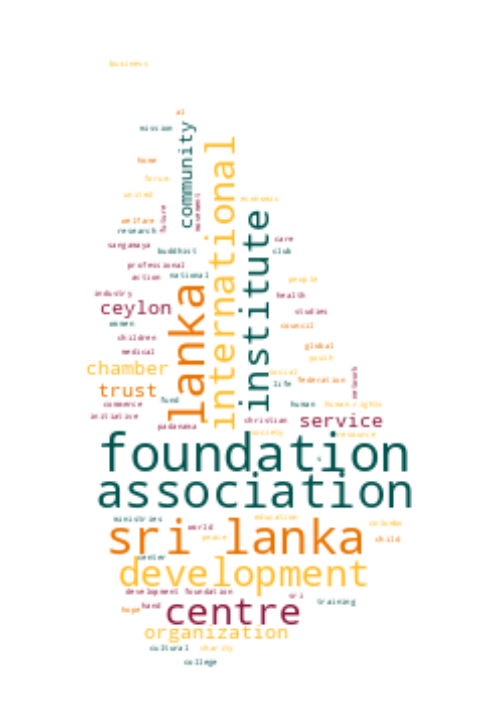 business
al
mission
community
home
international
forum
united
movement
economic
future
welfare
research
institute
sangamaya
care
buddhist
club
professional
action
national
people
lanka
industry
health
ceylon
studies
women
council
children
global
medical
youth
chamber
social
federation
trust
life
network
fund
commerce
human
human rights
initiative
christian
service
padanama
society
resource
foundation
association
ministries
education
world
colombo
sri lanka
peace
child
center
development
development foundation
sri
hand
training
hope
centre
organization
cultural
charity
college